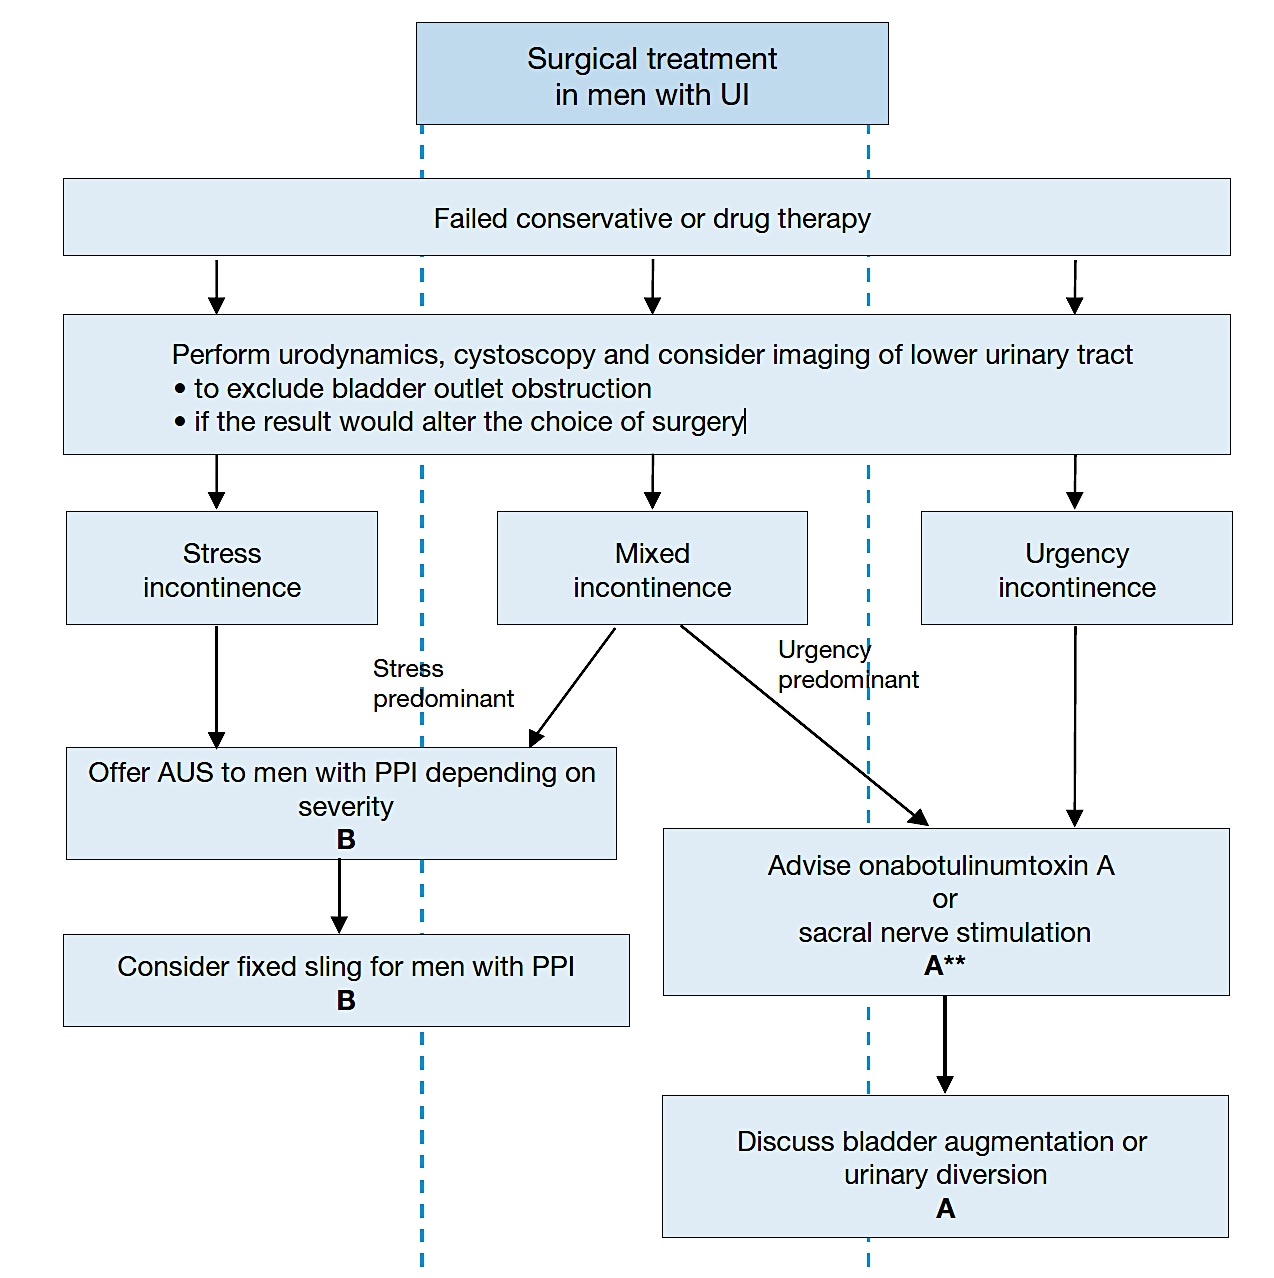 Surgical treatment
in men with UI
Failed conservative or drug therapy
Perform urodynamics, cystoscopy and consider imaging of lower urinary tract
• to exclude bladder outlet obstruction
• if the result would alter the choice of surgery
Stress
incontinence
Mixed
incontinence
Urgency
incontinence
Stress
predominant
Urgency
predominant
Offer AUS to men with PPI depending on
severity
B
Consider fixed sling for men with PPI
B
Advise onabotulinumtoxin A
or
sacral nerve stimulation
A**
Discuss bladder augmentation or
urinary diversion
A